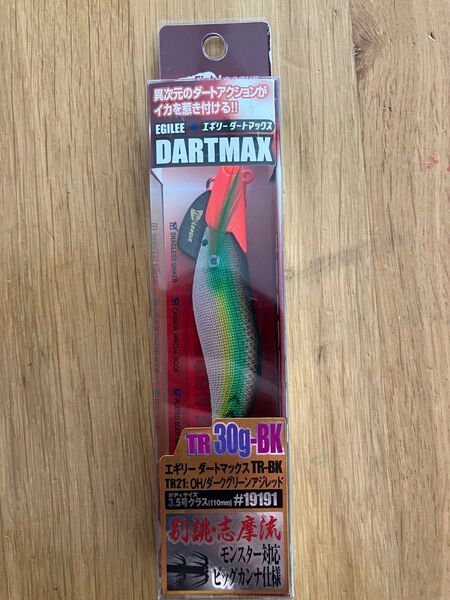 異次元のダートアクションが
イカを惹き付ける!!
EGILEE エギリー ダートマックス
DARTMAX
SNAGLESS SINKER
CARBON SPECIAL HOOK
TR 30g-BK
エギリー ダートマックス TR-BK
TR21: OH/ダークグリーンアジレッド
ボディサイズ
3.5号クラス(110mm) #19191
別誂・志摩流
モンスター対応
ビッグカンナ仕様